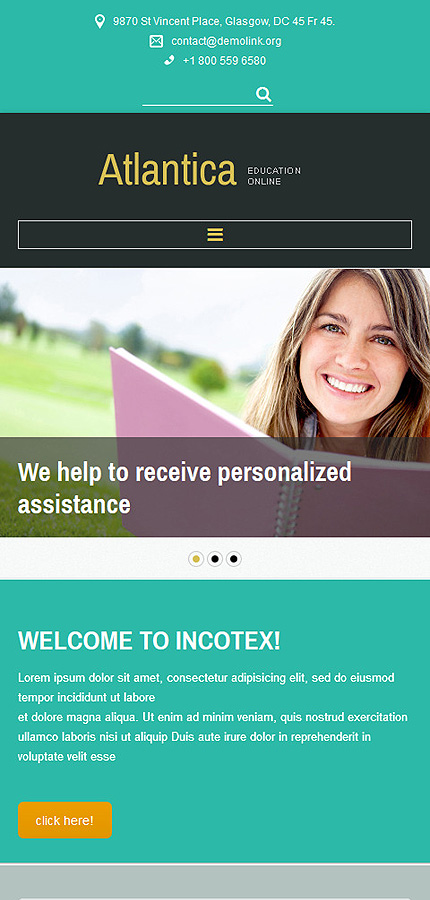 9870 St Vincent Place, Glasgow, DC 45 Fr 45.
contact@demolink.org
+1 800 559 6580
Atlantica
EDUCATION
ONLINE
We help to receive personalized
assistance
WELCOME TO INCOTEX!
Lorem ipsum dolor sit amet, consectetur adipisicing elit, sed do eiusmod
tempor incididunt ut labore
et dolore magna aliqua. Ut enim ad minim veniam, quis nostrud exercitation
ullamco laboris nisi ut aliquip Duis aute irure dolor in reprehenderit in
voluptate velit esse
click here!